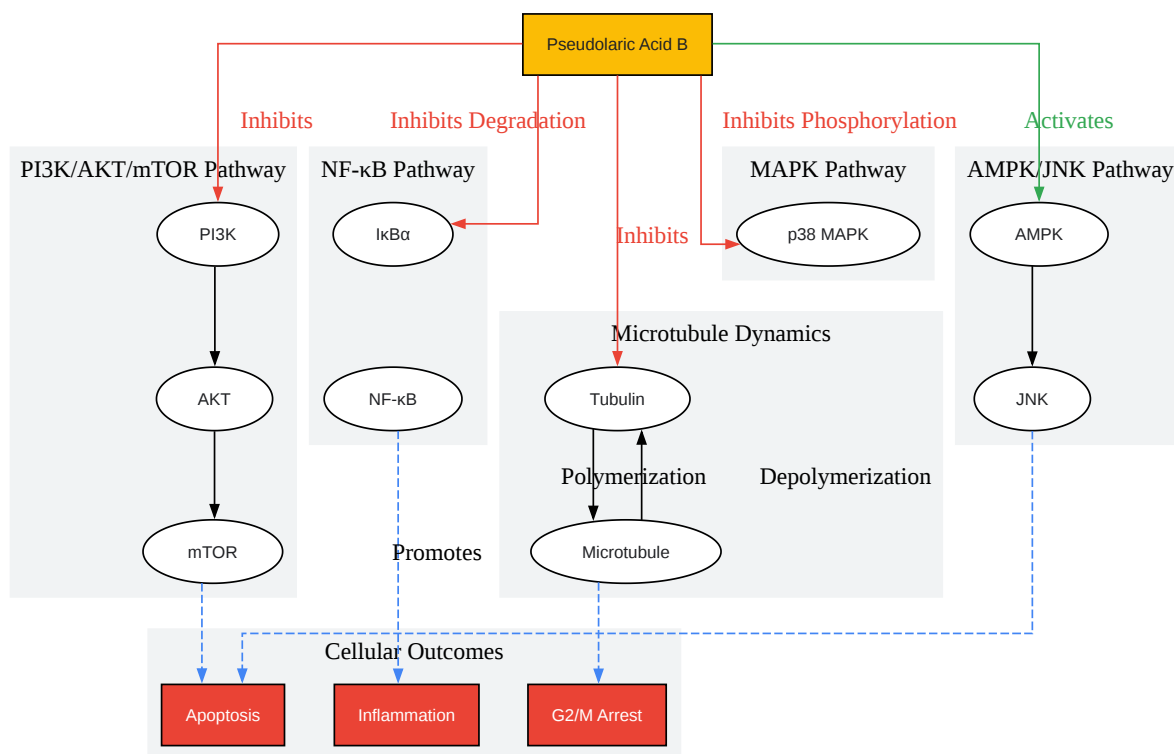 Pseudolaric Acid B
Inhibits
Inhibits Degradation
Inhibits Phosphorylation
Activates
PI3K/AKT/mTOR Pathway
NF-κB Pathway
MAPK Pathway
AMPK/JNK Pathway
PI3K
IκBα
Inhibits
p38 MAPK
AMPK
Microtubule Dynamics
AKT
NF-κB
Tubulin
JNK
Polymerization
Depolymerization
mTOR
Promotes
Microtubule
Cellular Outcomes
Apoptosis
Inflammation
G2/M Arrest